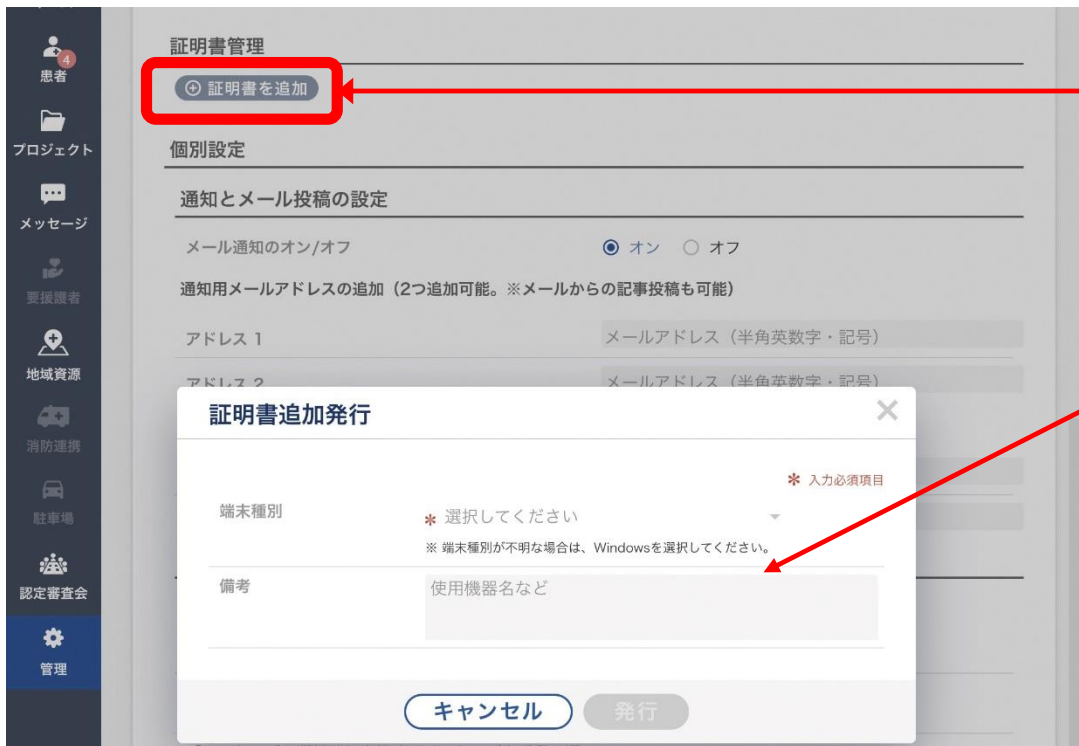 4
患者
プロジェクト
メッセージ
要援護者
地域資源
消防連携
駐車場
認定審査会
管理
証明書管理
証明書を追加
個別設定
通知とメール投稿の設定
メール通知のオン/オフ
オン
オフ
通知用メールアドレスの追加（2つ追加可能。※メールからの記事投稿も可能）
アドレス 1
メールアドレス（半角英数字・記号）
アドレス 2
メールアドレス（半角英数字・記号）
証明書追加発行
* 入力必須項目
端末種別
* 選択してください
※ 端末種別が不明な場合は、Windowsを選択してください。
備考
使用機器名など
キャンセル
発行